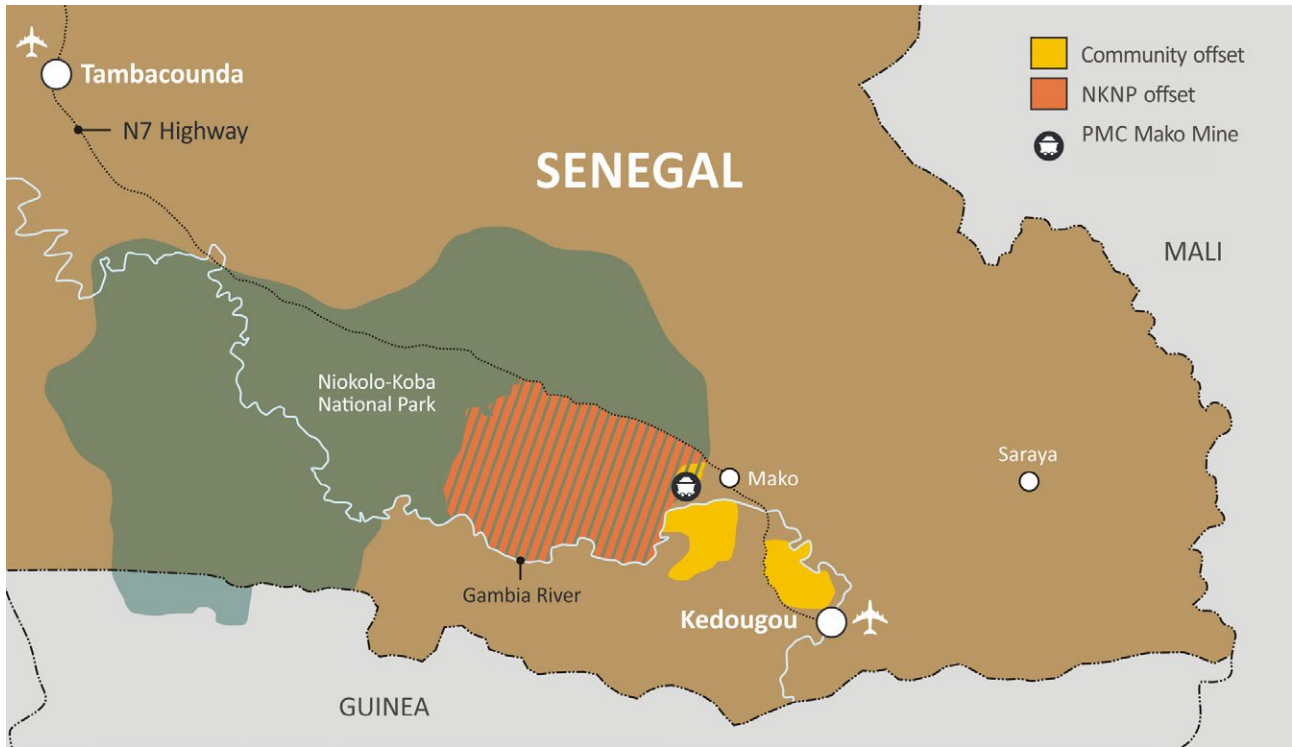 Tambacounda
N7 Highway
SENEGAL
Community offset
NKNP offset
PMC Mako Mine
MALI
Niokolo-Koba
National Park
Mako
Saraya
Gambia River
Kedougou
GUINEA